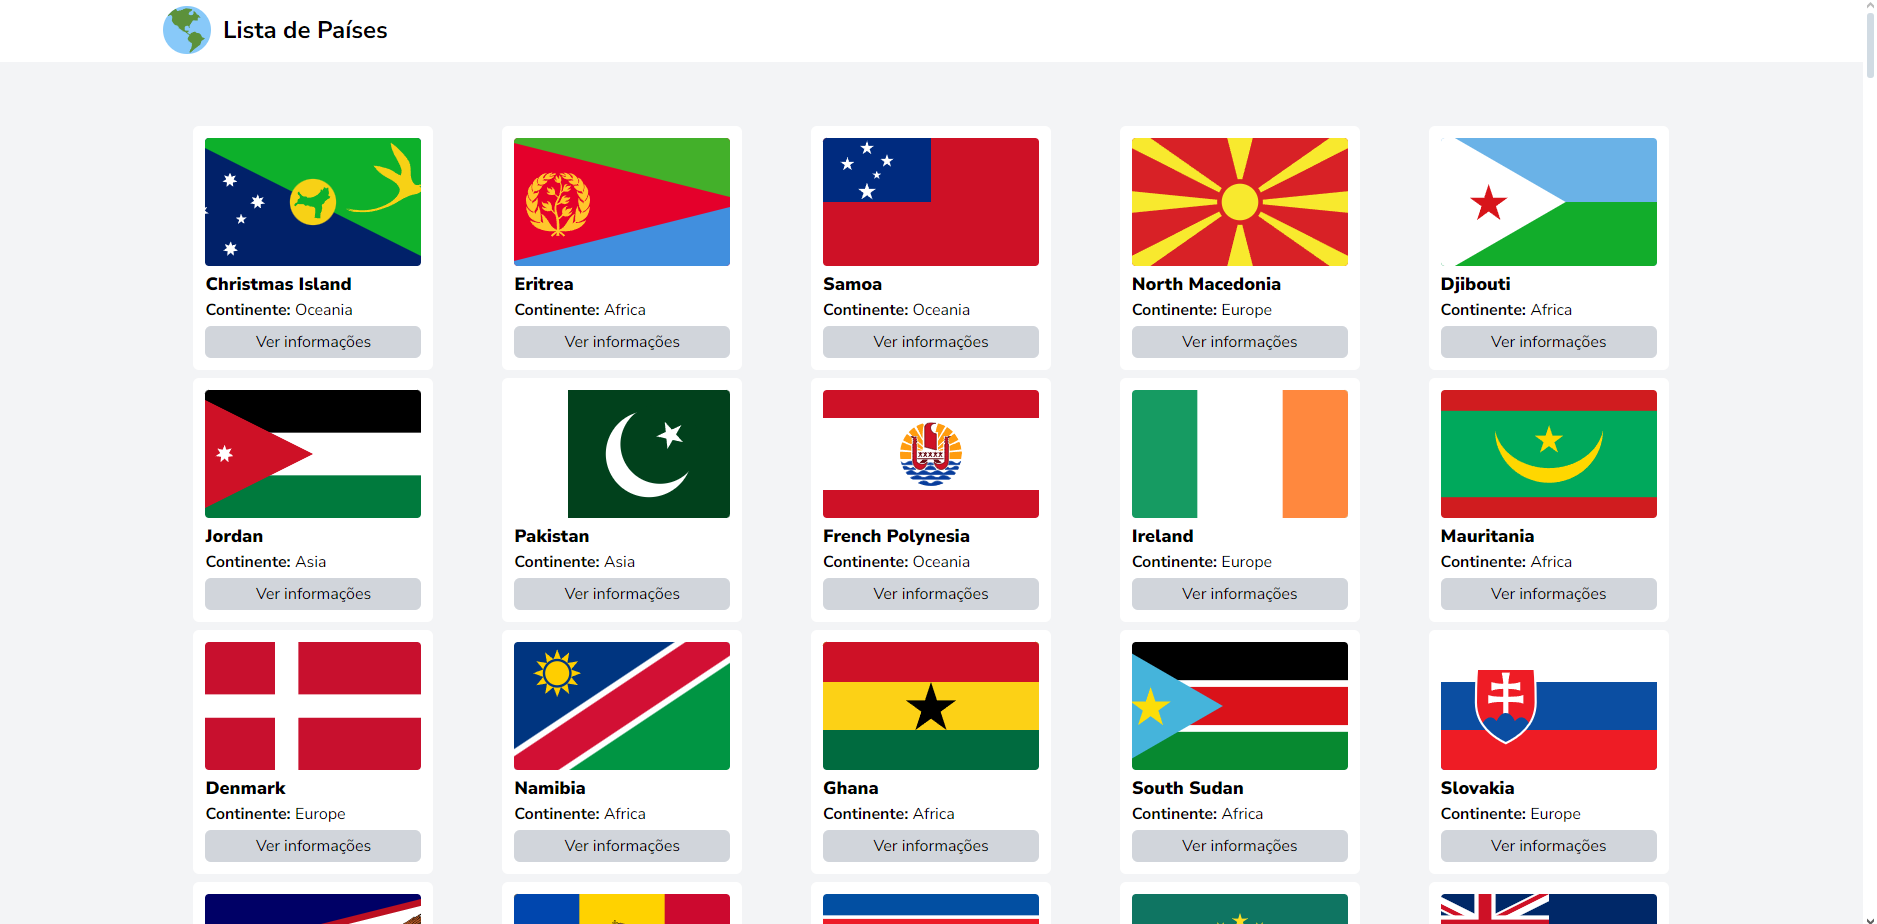 Lista de Países
Christmas Island
Continente: Oceania
Ver informações
Eritrea
Continente: Africa
Ver informações
Samoa
Continente: Oceania
Ver informações
North Macedonia
Continente: Europe
Ver informações
Djibouti
Continente: Africa
Ver informações
Jordan
Continente: Asia
Ver informações
Pakistan
Continente: Asia
Ver informações
French Polynesia
Continente: Oceania
Ver informações
Ireland
Continente: Europe
Ver informações
Mauritania
Continente: Africa
Ver informações
Denmark
Continente: Europe
Ver informações
Namibia
Continente: Africa
Ver informações
Ghana
Continente: Africa
Ver informações
South Sudan
Continente: Africa
Ver informações
Slovakia
Continente: Europe
Ver informações